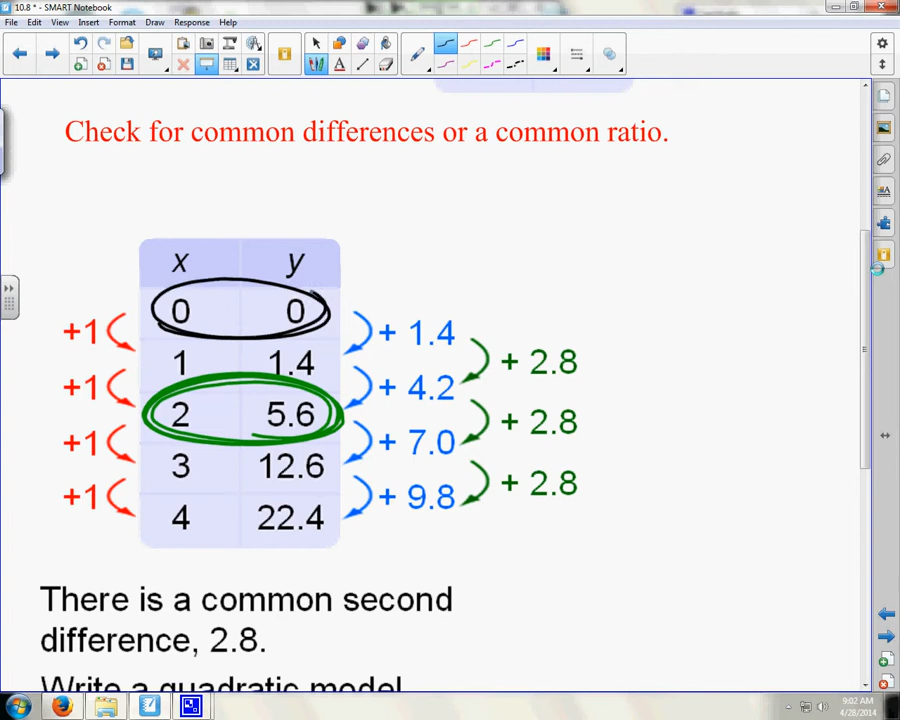 10.8 * - SMART Notebook
File Edit View Insert Format Draw Response Help
Check for common differences or a common ratio.
x y
0 0
+1 + 1.4
1 1.4 + 2.8
+1 + 4.2
2 5.6 + 2.8
+1 + 7.0
3 12.6 + 2.8
+1 + 9.8
4 22.4
There is a common second
difference, 2.8.
Write a quadratic model
9:02 AM
4/28/2014